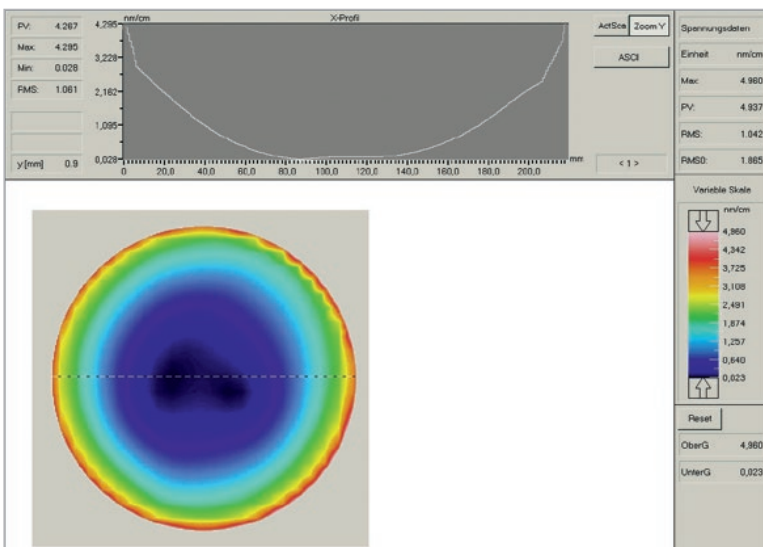 PV: 4.267
Max: 4.295
Min: 0.028
RMS: 1.061
y [mm] 0.9
nm/cm
X-Profil
4,295
3,228
2,162
1,095
0,028
0 20,0 40,0 60,0 80,0 100,0 120,0 140,0 160,0 180,0 200,0
mm
ActSca Zoom Y
ASCI
< 1 >
Spannungsdaten
Einheit nm/cm
Max: 4.960
PV: 4.937
RMS: 1.042
RMS0: 1.865
Variable Skale
nm/cm
4,960
4,342
3,725
3,108
2,491
1,874
1,257
0,640
0,023
Reset
OberG 4,960
UnterG 0,023